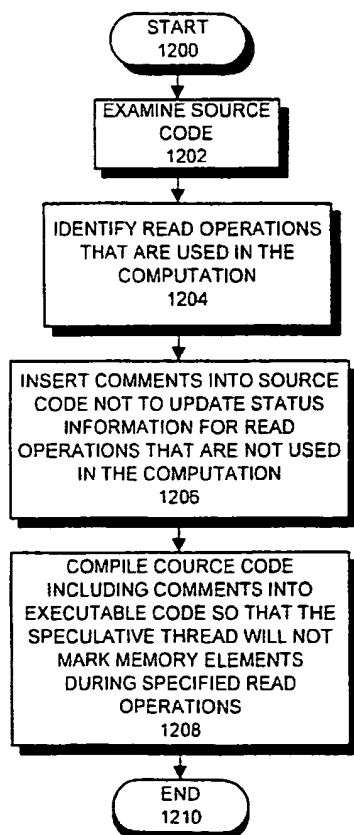 START
1200
EXAMINE SOURCE
CODE
1202
IDENTIFY READ OPERATIONS
THAT ARE USED IN THE
COMPUTATION
1204
INSERT COMMENTS INTO SOURCE
CODE NOT TO UPDATE STATUS
INFORMATION FOR READ
OPERATIONS THAT ARE NOT USED
IN THE COMPUTATION
1206
COMPILE COURCE CODE
INCLUDING COMMENTS INTO
EXECUTABLE CODE SO THAT THE
SPECULATIVE THREAD WILL NOT
MARK MEMORY ELEMENTS
DURING SPECIFIED READ
OPERATIONS
1208
END
1210